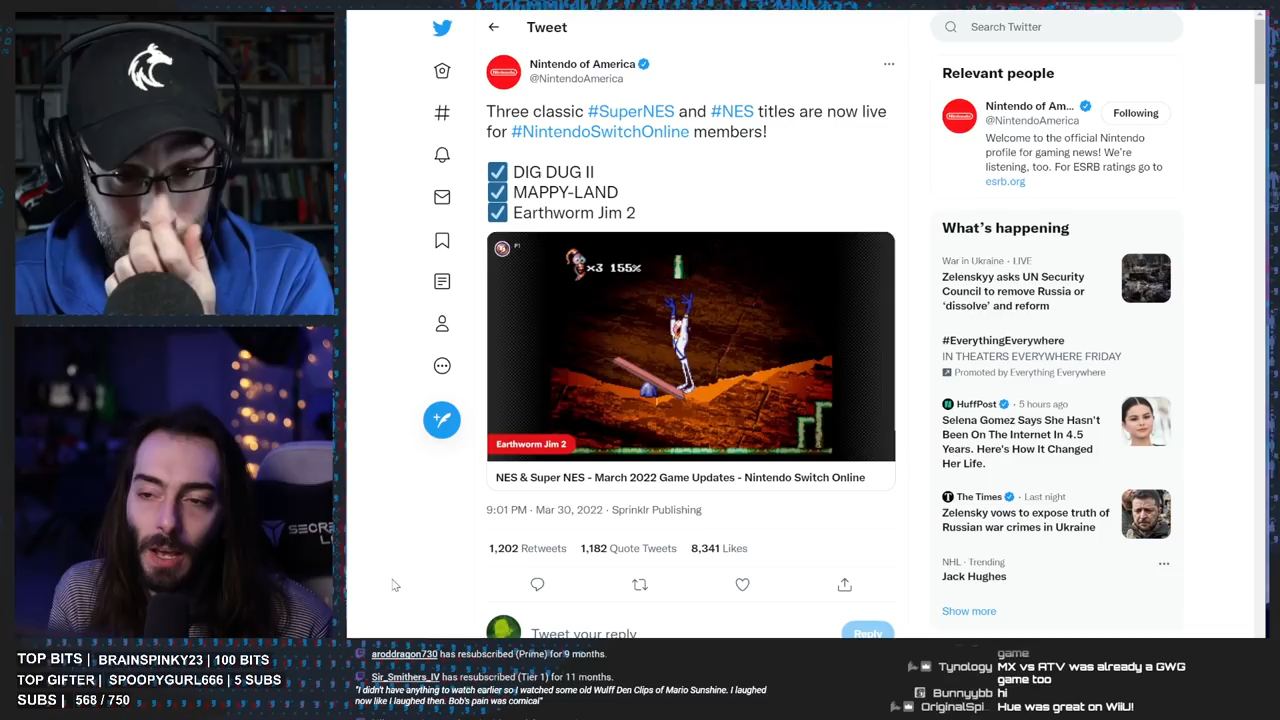 Tweet
Nintendo of America
@NintendoAmerica
Three classic #SuperNES and #NES titles are now live
for #NintendoSwitchOnline members!
DIG DUG II
MAPPY-LAND
Earthworm Jim 2
P1
x3 155%
Earthworm Jim 2
NES & Super NES - March 2022 Game Updates - Nintendo Switch Online
9:01 PM · Mar 30, 2022 · Sprinklr Publishing
1,202 Retweets 1,182 Quote Tweets 8,341 Likes
Tweet your reply
Reply
Search Twitter
Relevant people
Nintendo of Am...
Following
@NintendoAmerica
Welcome to the official Nintendo
profile for gaming news! We're
listening, too. For ESRB ratings go to
esrb.org
What's happening
War in Ukraine · LIVE
Zelenskyy asks UN Security
Council to remove Russia or
'dissolve' and reform
#EverythingEverywhere
IN THEATERS EVERYWHERE FRIDAY
Promoted by Everything Everywhere
HuffPost · 5 hours ago
Selena Gomez Says She Hasn't
Been On The Internet In 4.5
Years. Here's How It Changed
Her Life.
The Times · Last night
Zelensky vows to expose truth of
Russian war crimes in Ukraine
NHL · Trending
Jack Hughes
Show more
TOP BITS | BRAINSPINKY23 | 100 BITS
TOP GIFTER | SPOOPYGURL666 | 5 SUBS
SUBS | 568 / 750
aroddragon730 has resubscribed (Prime) for 9 months.
Sir_Smithers_IV has resubscribed (Tier 1) for 11 months.
"I didn't have anything to watch earlier so I watched some old Wulff Den Clips of Mario Sunshine. I laughed
now like I laughed then. Bob's pain was comical"
game
Tynology MX vs ATV was already a GWG
game too
Bunnyybb hi
OriginalSpi... Hue was great on WiiU!